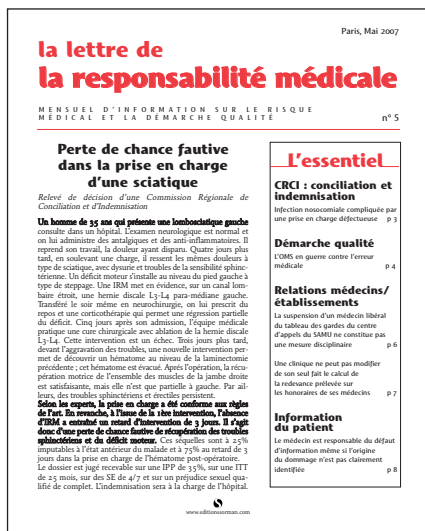 Paris, Mai 2007
la lettre de
la responsabilité médicale
MENSUEL D'INFORMATION SUR LE RISQUE
MÉDICAL ET LA DÉMARCHE QUALITÉ
n° 5
Perte de chance fautive
dans la prise en charge
d'une sciatique
Relevé de décision d'une Commission Régionale de
Conciliation et d'Indemnisation
Un homme de 35 ans qui présente une lombosciatique gauche
consulte dans un hôpital. L'examen neurologique est normal et
on lui administre des antalgiques et des anti-inflammatoires. Il
reprend son travail, la douleur ayant disparu. Quatre jours plus
tard, en soulevant une charge, il ressent les mêmes douleurs à
type de sciatique, avec dysurie et troubles de la sensibilité sphinc-
térienne. Un déficit moteur s'installe au niveau du pied gauche à
type de steppage. Une IRM met en évidence, sur un canal lom-
baire étroit, une hernie discale L3-L4 para-médiane gauche.
Transféré le soir même en neurochirurgie, on lui prescrit du
repos et une corticothérapie qui permet une régression partielle
du déficit. Cinq jours après son admission, l'équipe médicale
pratique une cure chirurgicale avec ablation de la hernie discale
L3-L4. Cette intervention est un échec. Trois jours plus tard,
devant l'aggravation des troubles, une nouvelle intervention per-
met de découvrir un hématome au niveau de la laminectomie
précédente ; cet hématome est évacué. Après l'opération, la récu-
pération motrice de l'ensemble des muscles de la jambe droite
est satisfaisante, mais elle n'est que partielle à gauche. Par ail-
leurs, des troubles sphinctériens et érectiles persistent.
Selon les experts, la prise en charge a été conforme aux règles
de l'art. En revanche, à l'issue de la 1ère intervention, l'absence
d'IRM a entraîné un retard d'intervention de 3 jours. Il s'agit
donc d'une perte de chance fautive de récupération des troubles
sphinctériens et du déficit moteur. Ces séquelles sont à 25%
imputables à l'état antérieur du malade et à 75% au retard de 3
jours dans la prise en charge de l'hématome post-opératoire.
Le dossier est jugé recevable sur une IPP de 35%, sur une ITT
de 25 mois, sur des SE de 4/7 et sur un préjudice sexuel qua-
lifié de complet. L'indemnisation sera à la charge de l'hôpital.
L'essentiel
CRCI : conciliation et
indemnisation
Infection nosocomiale compliquée par
une prise en charge défectueuse p 3
Démarche qualité
L'OMS en guerre contre l'erreur
médicale p 4
Relations médecins/
établissements
La suspension d'un médecin libéral
du tableau des gardes du centre
d'appels du SAMU ne constitue pas
une mesure disciplinaire p 6
Une clinique ne peut pas modifier
de son seul fait le calcul de
la redevance prélevée sur
les honoraires de ses médecins p 7
Information
du patient
Le médecin est responsable du défaut
d'information même si l'origine
du dommage n'est pas clairement
identifiée p 8
www.editionsorman.com